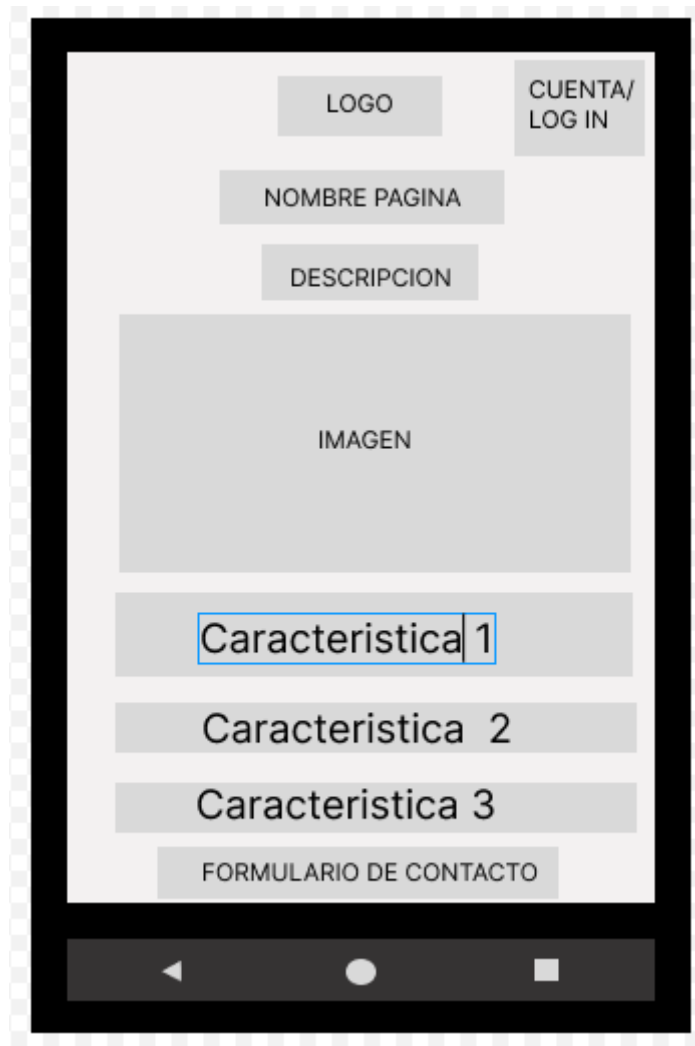 LOGO
CUENTA/
LOG IN
NOMBRE PAGINA
DESCRIPCION
IMAGEN
Caracteristica 1
Caracteristica 2
Caracteristica 3
FORMULARIO DE CONTACTO